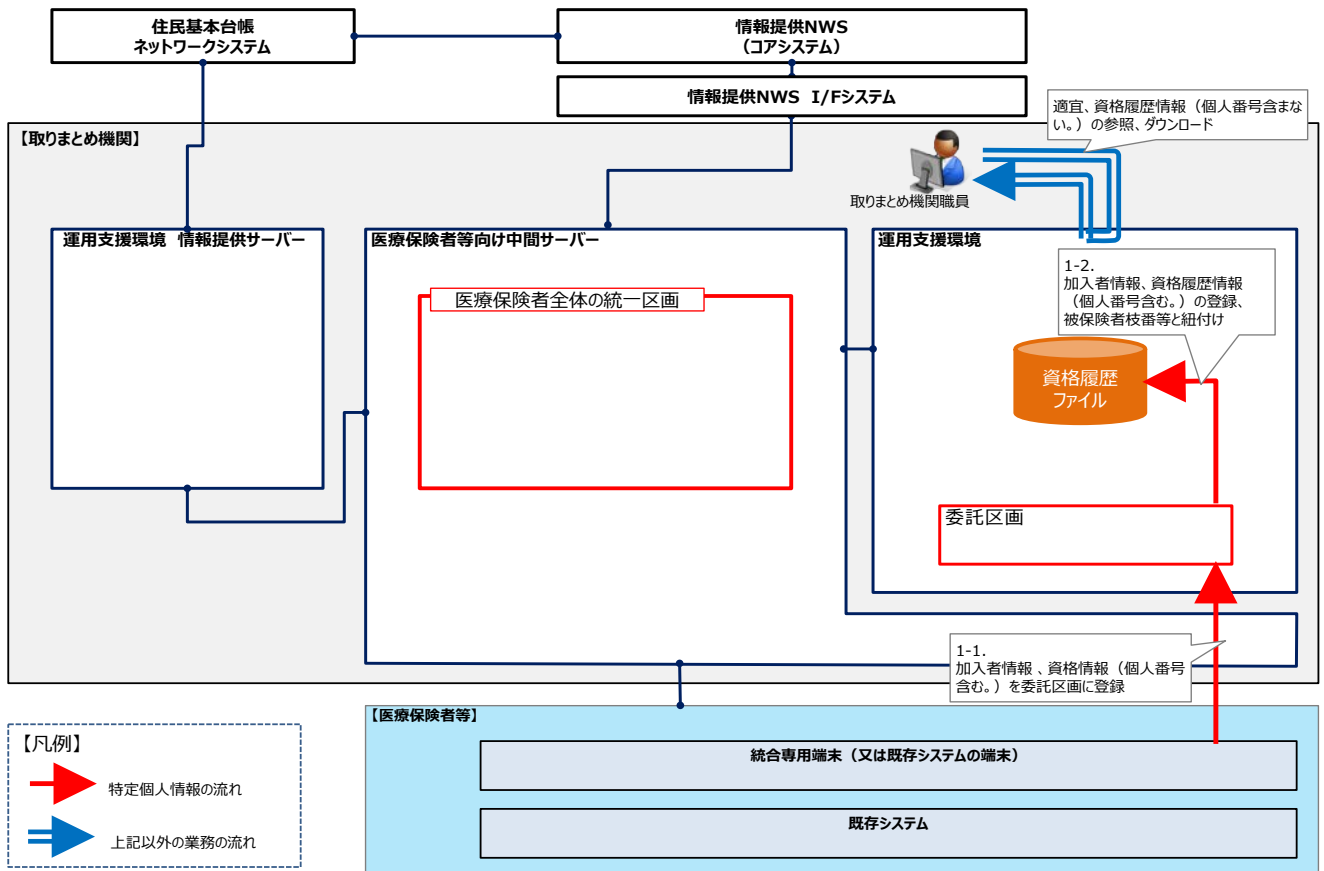 住民基本台帳
ネットワークシステム
情報提供NWS
（コアシステム）
情報提供NWS I/Fシステム
適宜、資格履歴情報（個人番号含まな
い。）の参照、ダウンロード
【取りまとめ機関】
取りまとめ機関職員
運用支援環境 情報提供サーバー
医療保険者等向け中間サーバー
運用支援環境
医療保険者全体の統一区画
1-2.
加入者情報、資格履歴情報
（個人番号含む。）の登録、
被保険者枝番等と紐付け
資格履歴
ファイル
委託区画
1-1.
加入者情報 、資格情報（個人番号
含む。）を委託区画に登録
【医療保険者等】
統合専用端末（又は既存システムの端末）
既存システム
【凡例】
特定個人情報の流れ
上記以外の業務の流れ